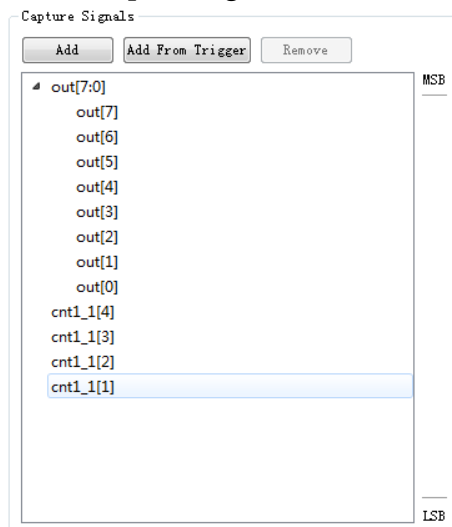 Capture Signals
Add Add From Trigger Remove
MSB
out[7:0]
out[7]
out[6]
out[5]
out[4]
out[3]
out[2]
out[1]
out[0]
cnt1_1[4]
cnt1_1[3]
cnt1_1[2]
cnt1_1[1]
LSB